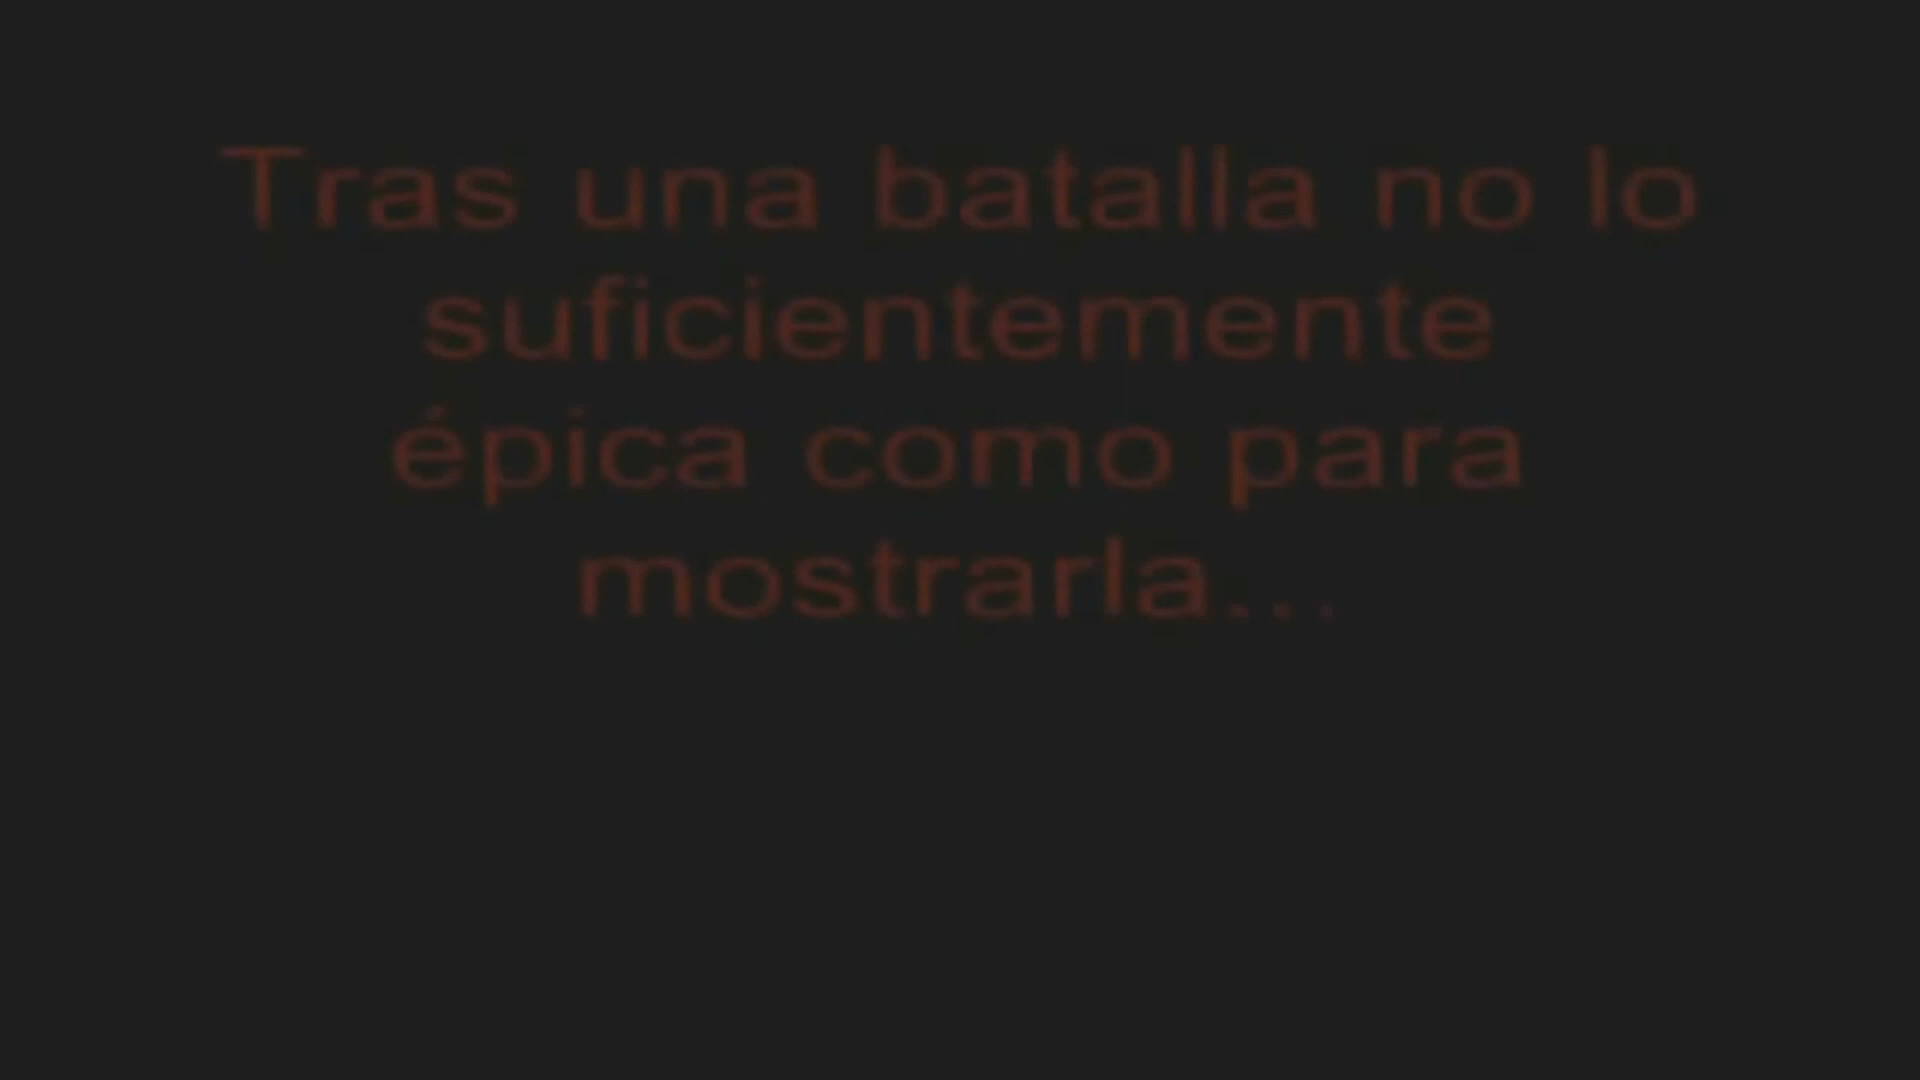 Tras una batalla no lo
suficientemente
épica como para
mostrarla...